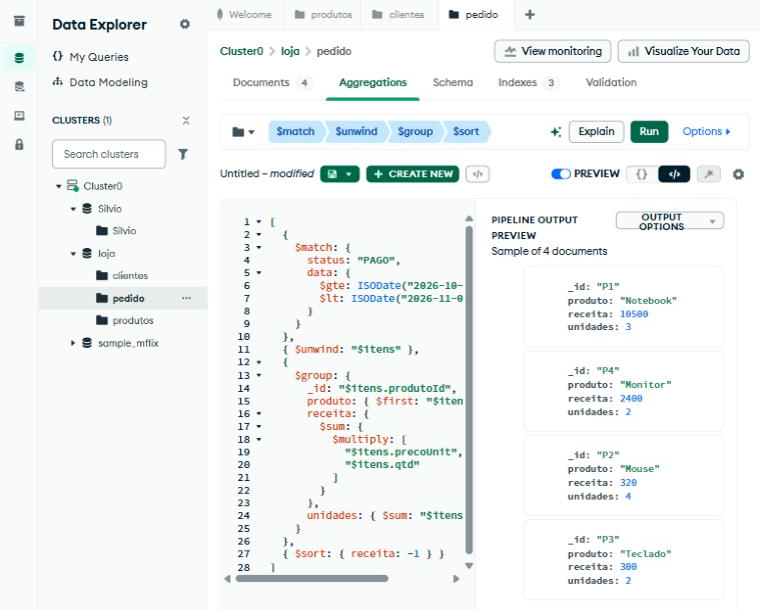 Data Explorer
My Queries
Data Modeling
CLUSTERS (1)
Search clusters
Cluster0
Silvio
Silvio
loja
clientes
pedido
produtos
sample_mflix
Welcome
produtos
clientes
pedido
Cluster0 > loja > pedido
View monitoring
Visualize Your Data
Documents 4
Aggregations
Schema
Indexes 3
Validation
$match $unwind $group $sort
Explain
Run
Options
Untitled – modified
+ CREATE NEW
PREVIEW
1 [
2 {
3 $match: {
4 status: "PAGO",
5 data: {
6 $gte: ISODate("2026-10-
7 $lt: ISODate("2026-11-0
8 }
9 }
10 },
11 { $unwind: "$itens" },
12 {
13 $group: {
14 _id: "$itens.produtoId",
15 produto: { $first: "$iten
16 receita: {
17 $sum: {
18 $multiply: [
19 "$itens.precoUnit",
20 "$itens.qtd"
21 ]
22 }
23 },
24 unidades: { $sum: "$itens
25 }
26 },
27 { $sort: { receita: -1 } }
28 ]
PIPELINE OUTPUT
PREVIEW
Sample of 4 documents
OUTPUT
OPTIONS
_id: "P1"
produto: "Notebook"
receita: 10500
unidades: 3
_id: "P4"
produto: "Monitor"
receita: 2400
unidades: 2
_id: "P2"
produto: "Mouse"
receita: 320
unidades: 4
_id: "P3"
produto: "Teclado"
receita: 300
unidades: 2